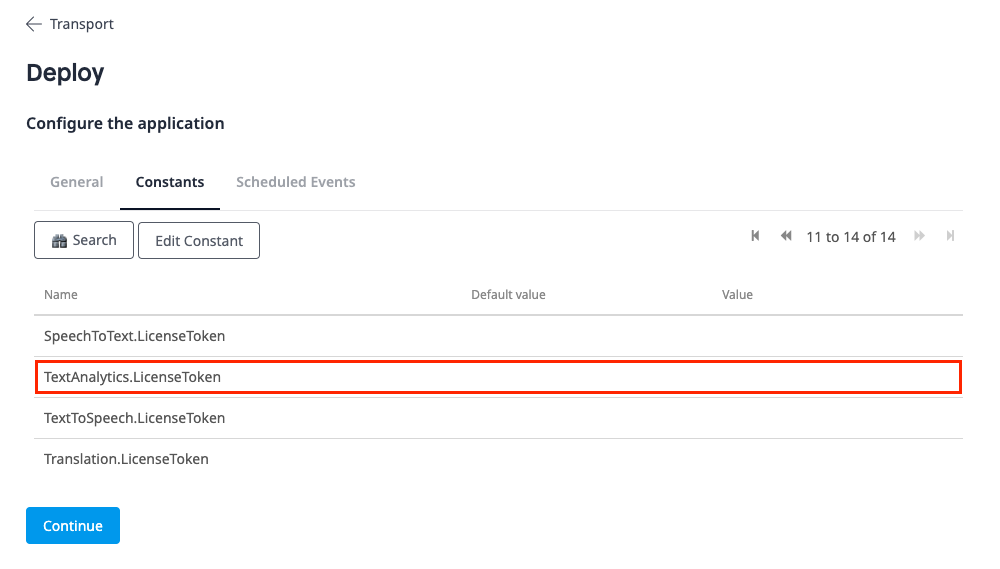 Transport
Deploy
Configure the application
General Constants Scheduled Events
Search Edit Constant 11 to 14 of 14
Name Default value Value
SpeechToText.LicenseToken
TextAnalytics.LicenseToken
TextToSpeech.LicenseToken
Translation.LicenseToken
Continue